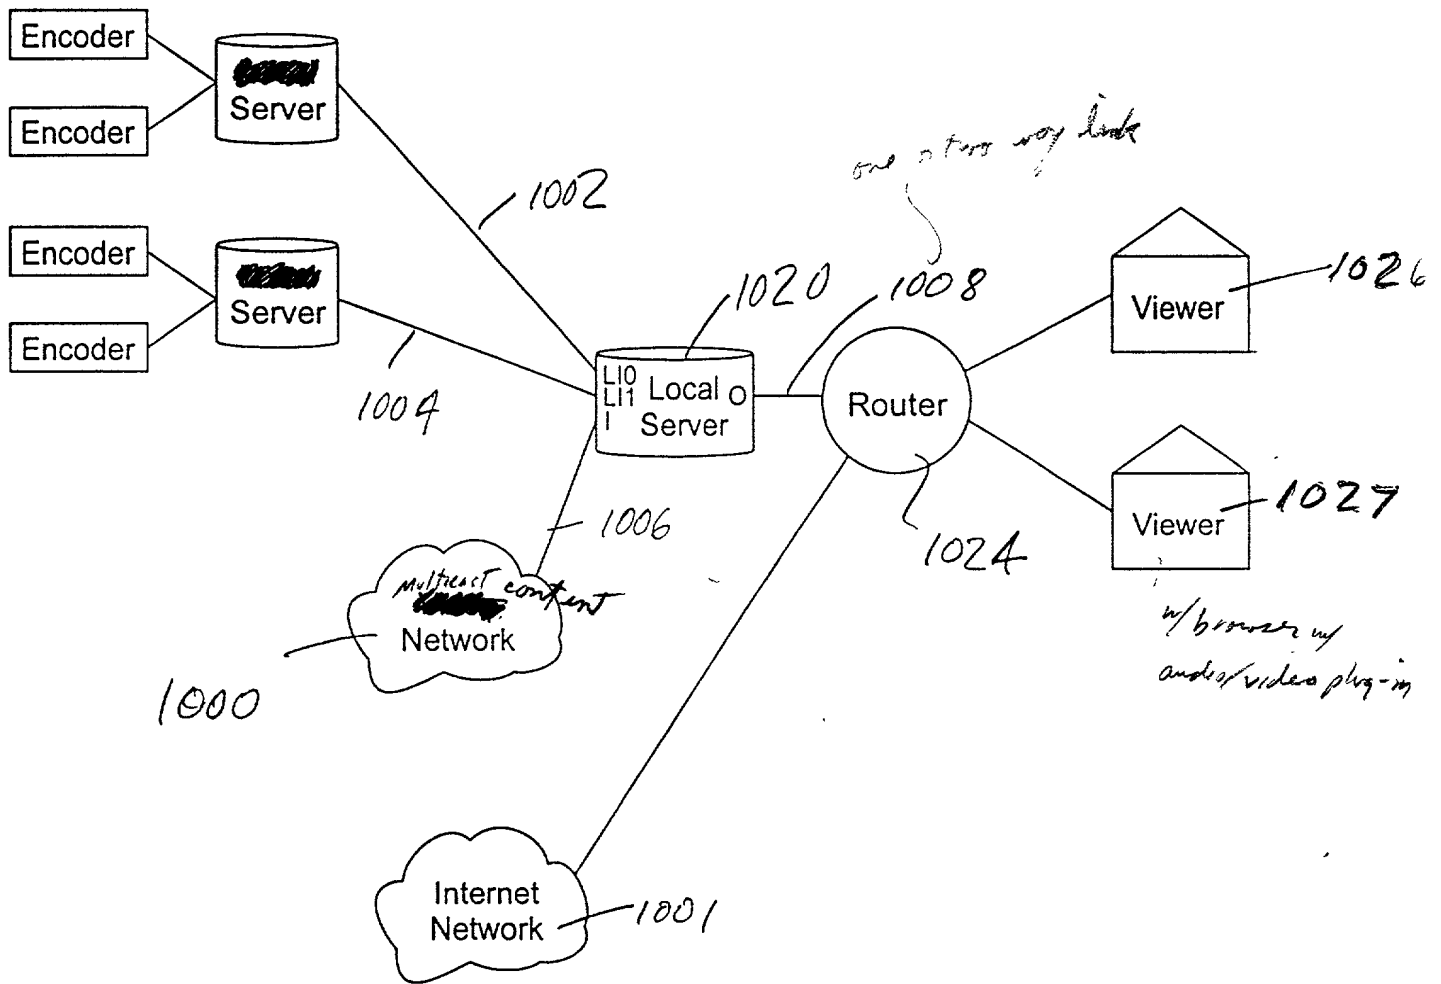 Encoder
Encoder
Server
one or two way link
1002
Encoder
Encoder
Server
1004
1020
1008
Viewer
1026
LI0
LI1
I
Local
Server
O
Router
1024
Viewer
1027
w/browser w/
audio/video plug-in
1006
Multicast content
Network
1000
Internet
Network
1001